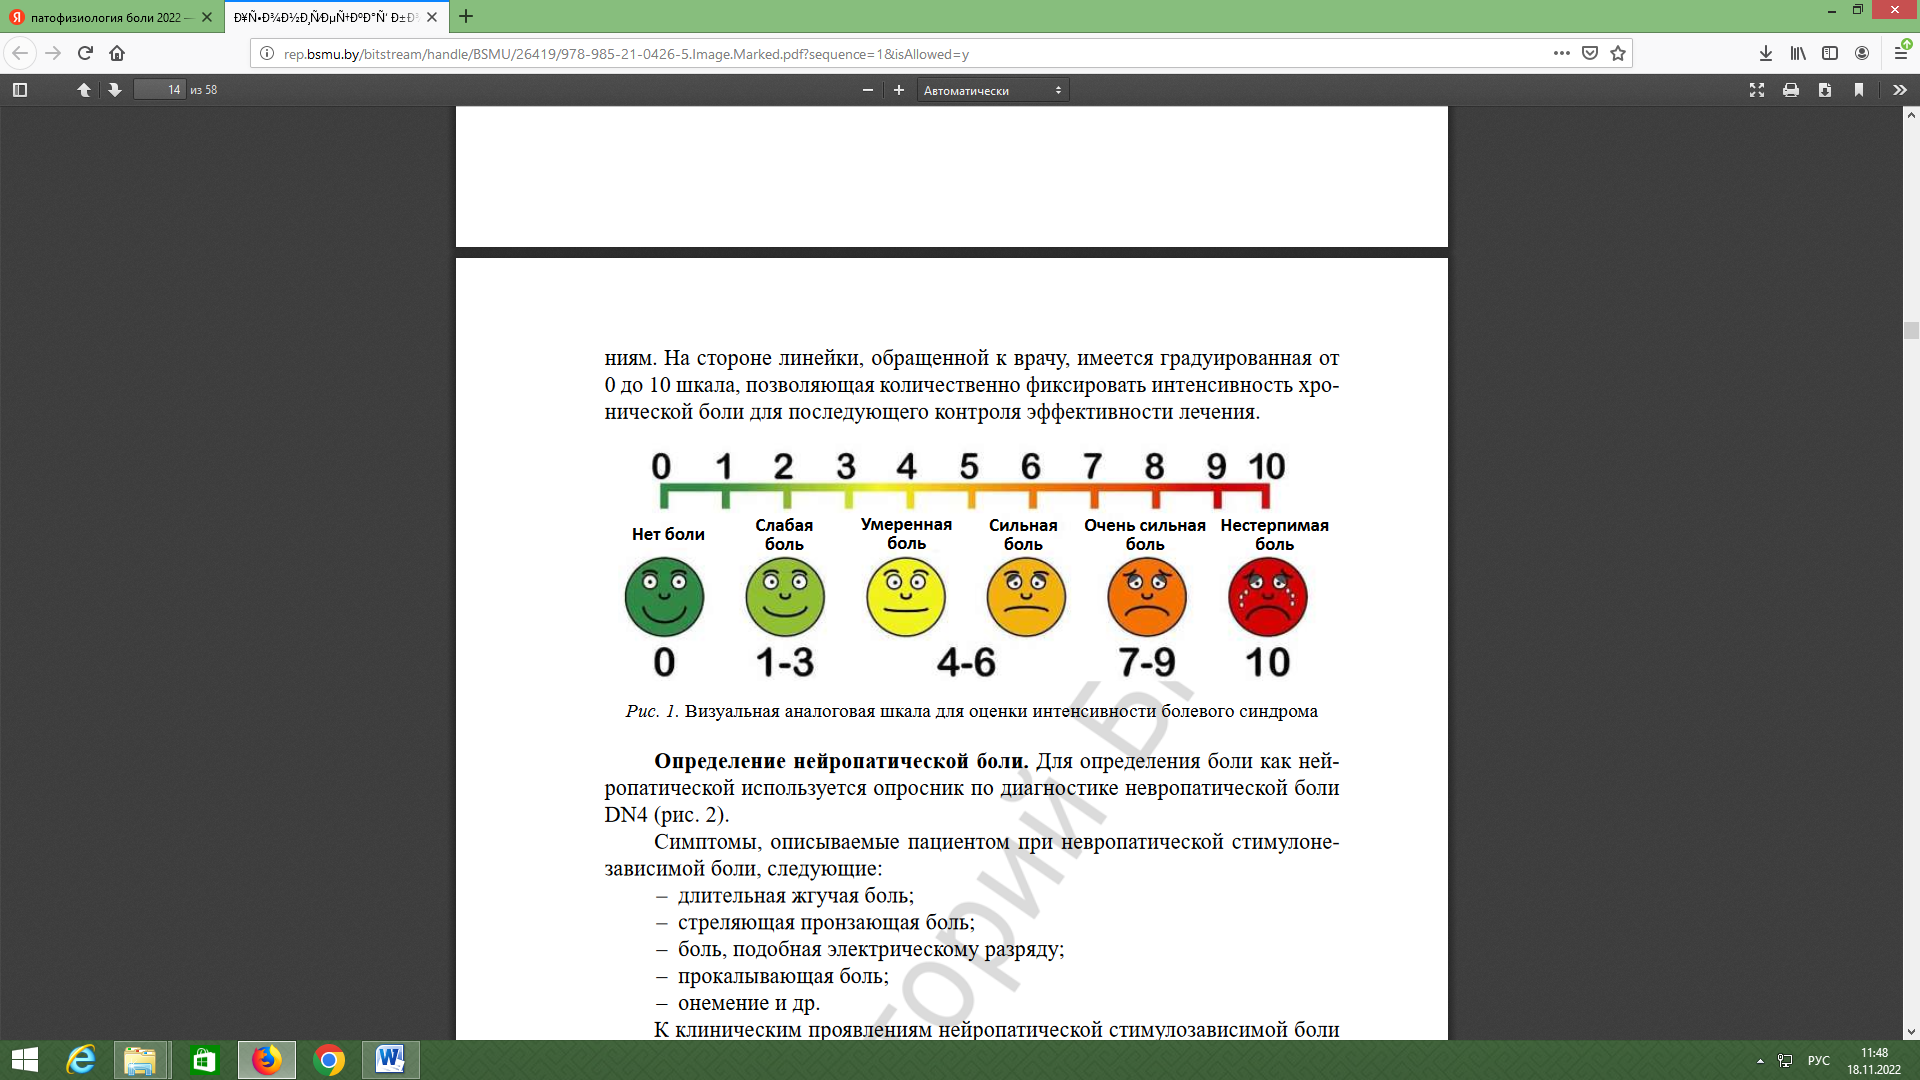 патофизиология боли 2022 —
rep.bsmu.by/bitstream/handle/BSMU/26419/978-985-21-0426-5.Image.Marked.pdf?sequence=1&isAllowed=y
14 из 58
Автоматически
ниям. На стороне линейки, обращенной к врачу, имеется градуированная от
0 до 10 шкала, позволяющая количественно фиксировать интенсивность хро-
нической боли для последующего контроля эффективности лечения.
0 1 2 3 4 5 6 7 8 9 10
Нет боли
Слабая
боль
Умеренная
боль
Сильная
боль
Очень сильная
боль
Нестерпимая
боль
0 1-3 4-6 7-9 10
Рис. 1. Визуальная аналоговая шкала для оценки интенсивности болевого синдрома
Определение нейропатической боли. Для определения боли как ней-
ропатической используется опросник по диагностике невропатической боли
DN4 (рис. 2).
Симптомы, описываемые пациентом при невропатической стимулоне-
зависимой боли, следующие:
– длительная жгучая боль;
– стреляющая пронзающая боль;
– боль, подобная электрическому разряду;
– прокалывающая боль;
– онемение и др.
К клиническим проявлениям нейропатической стимулозависимой боли
РУС
11:48
18.11.2022